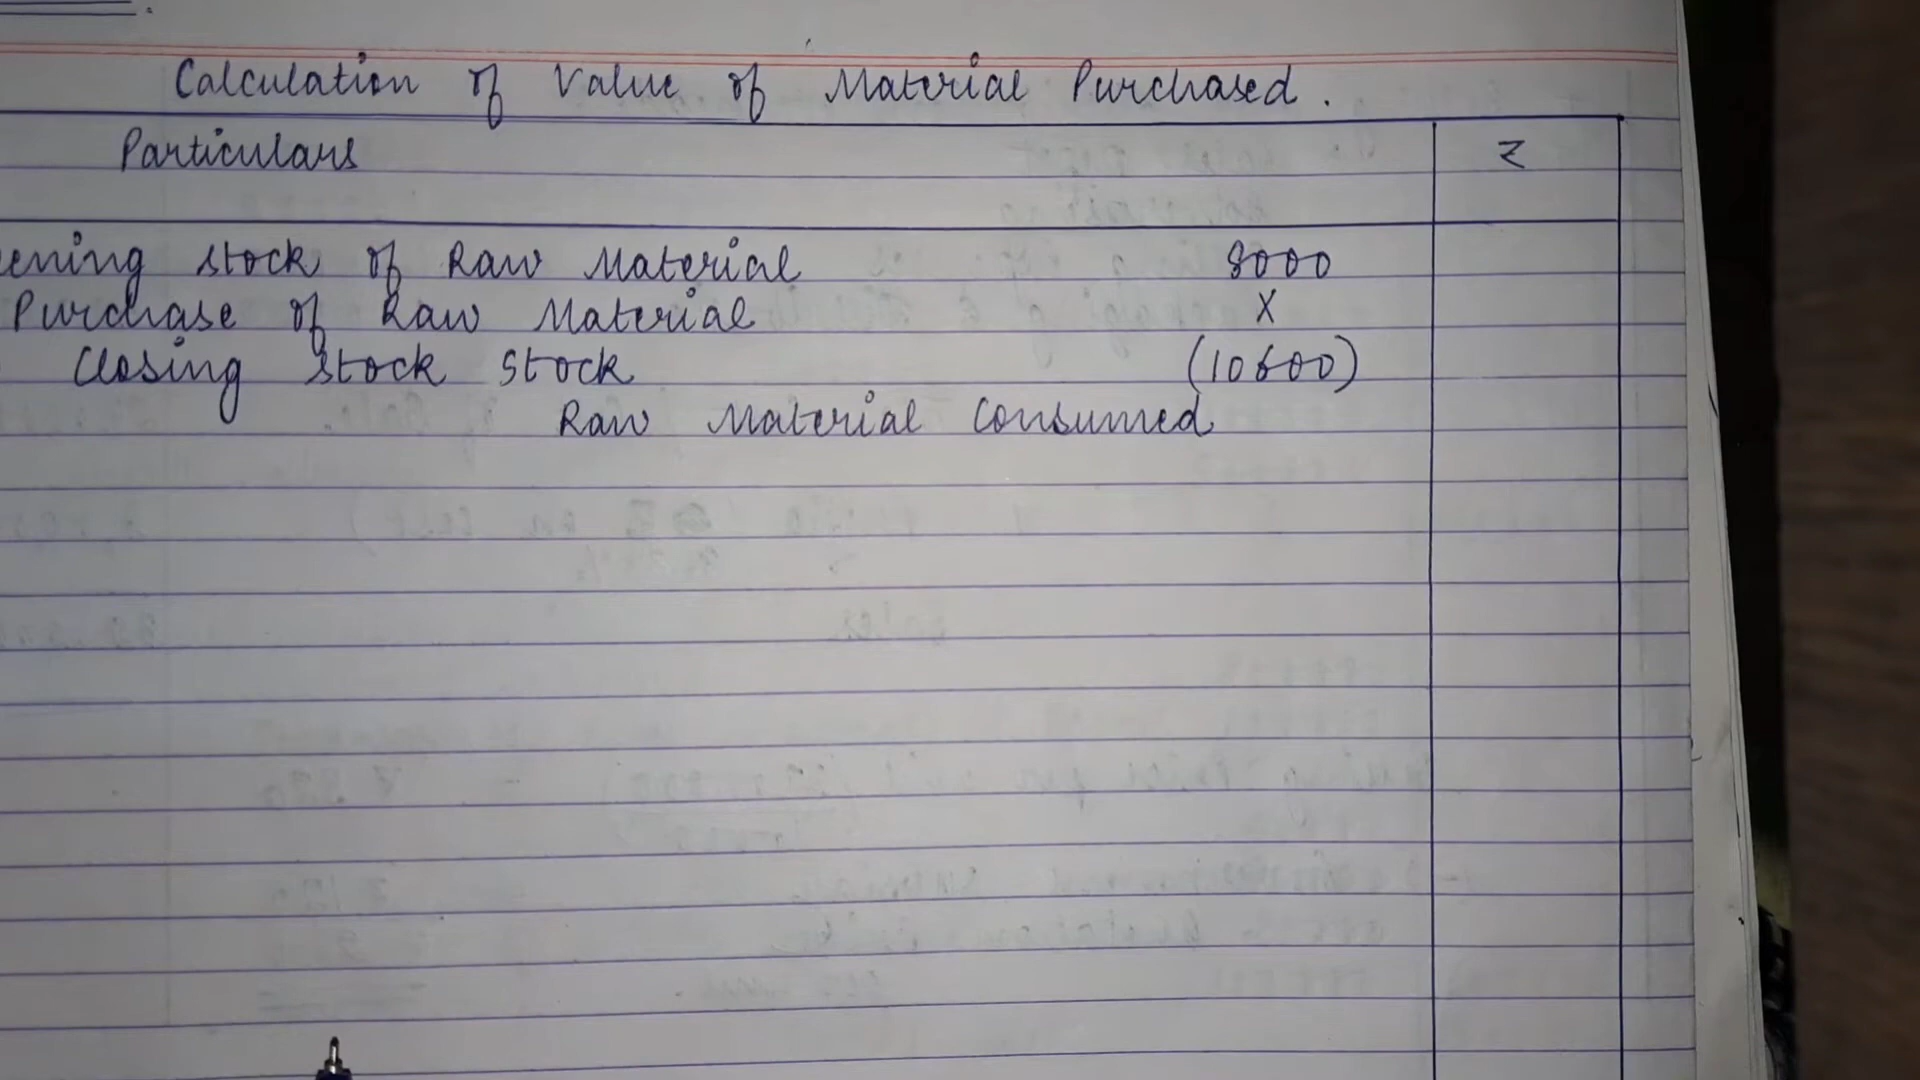 Calculation of Value of Material Purchased.
Particulars ₹
ening stock of Raw Material 8000
Purchase of Raw Material X
Closing stock stock (10600)
Raw Material Consumed